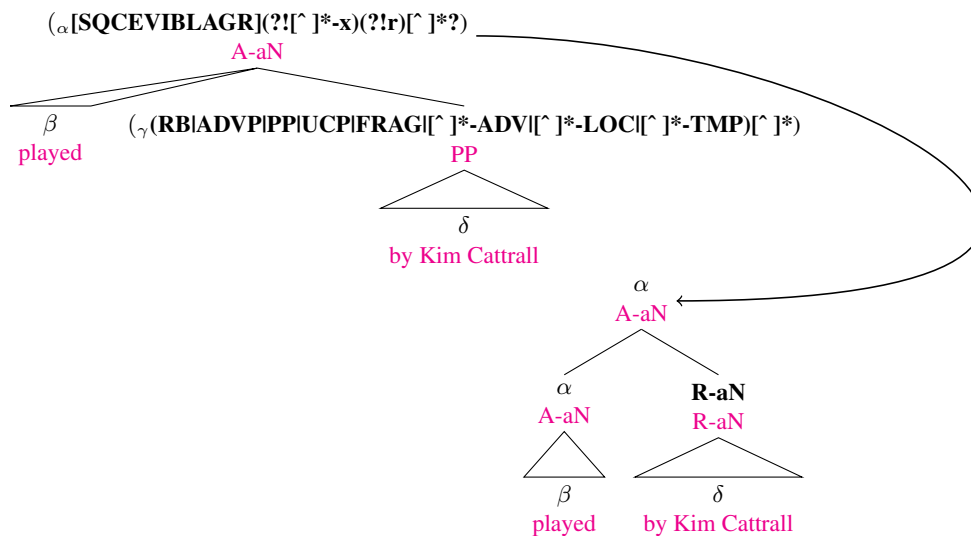 (α[SQCEVIBLAGR](?![^ ]*-x)(?!r)[^ ]*?)
A-aN
β
played
(γ(RB|ADVP|PP|UCP|FRAG|[^ ]*-ADV|[^ ]*-LOC|[^ ]*-TMP)[^ ]*)
PP
δ
by Kim Cattrall
α
A-aN
α
A-aN
R-aN
R-aN
β
played
δ
by Kim Cattrall